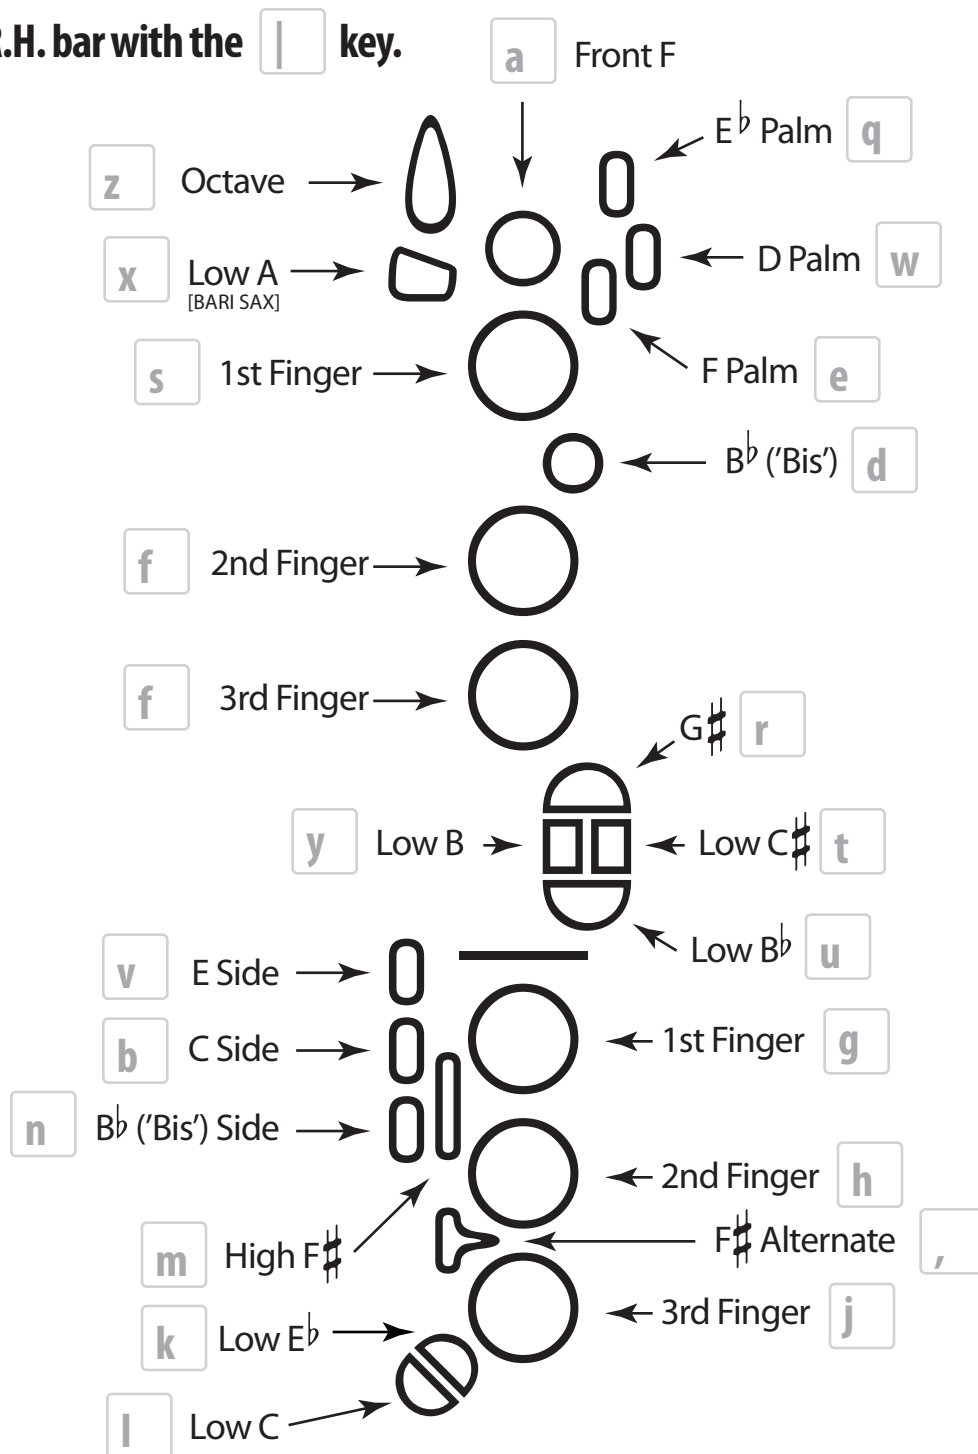 R.H. bar with the | key.
a Front F
E♭ Palm q
z Octave
D Palm w
x Low A
[BARI SAX]
F Palm e
s 1st Finger
B♭ ('Bis') d
f 2nd Finger
f 3rd Finger
G♯ r
y Low B
Low C♯ t
Low B♭ u
v E Side
1st Finger g
b C Side
n B♭ ('Bis') Side
2nd Finger h
m High F♯
F♯ Alternate ,
3rd Finger j
k Low E♭
l Low C